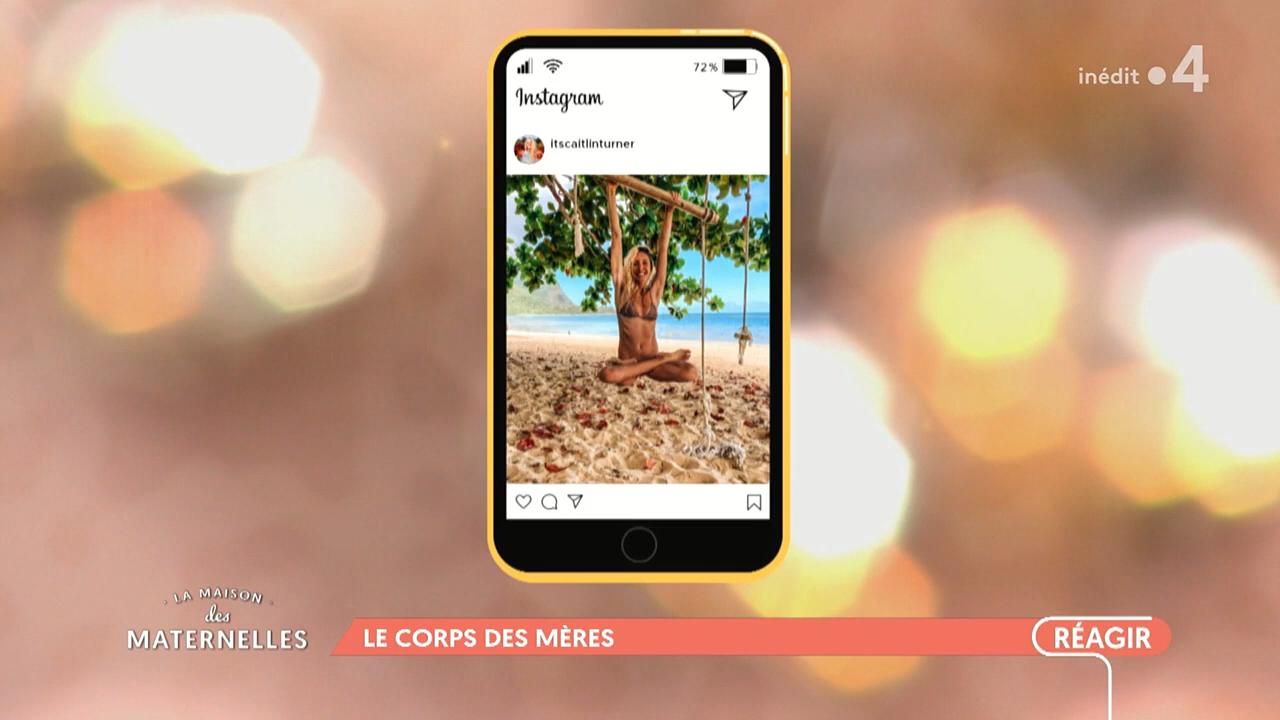 72%
Instagram
itscaitlinturner
inédit 4
LA MAISON
des
MATERNELLES
LE CORPS DES MÈRES
RÉAGIR